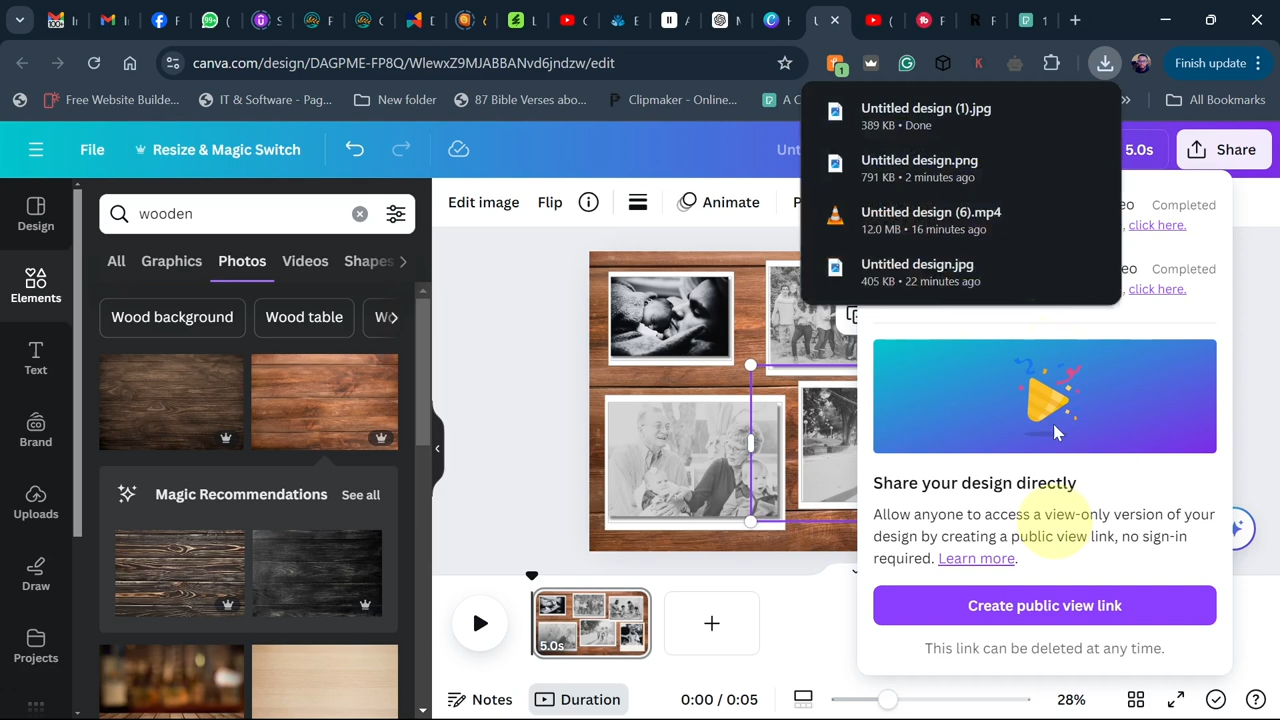 canva.com/design/DAGPME-FP8Q/WIewxZ9MJABBANvd6jndzw/edit
Finish update
Free Website Builde...
IT & Software - Pag...
New folder
87 Bible Verses abo...
Clipmaker - Online...
All Bookmarks
Untitled design (1).jpg
389 KB • Done
Untitled design.png
791 KB • 2 minutes ago
Untitled design (6).mp4
12.0 MB • 16 minutes ago
Untitled design.jpg
405 KB • 22 minutes ago
File
Resize & Magic Switch
5.0s
Share
Design
Elements
Text
Brand
Uploads
Draw
Projects
wooden
All
Graphics
Photos
Videos
Shapes
Wood background
Wood table
Magic Recommendations
See all
Edit image
Flip
Animate
Completed
click here.
Completed
click here.
Share your design directly
Allow anyone to access a view-only version of your
design by creating a public view link, no sign-in
required. Learn more.
Create public view link
This link can be deleted at any time.
5.0s
Notes
Duration
0:00 / 0:05
28%